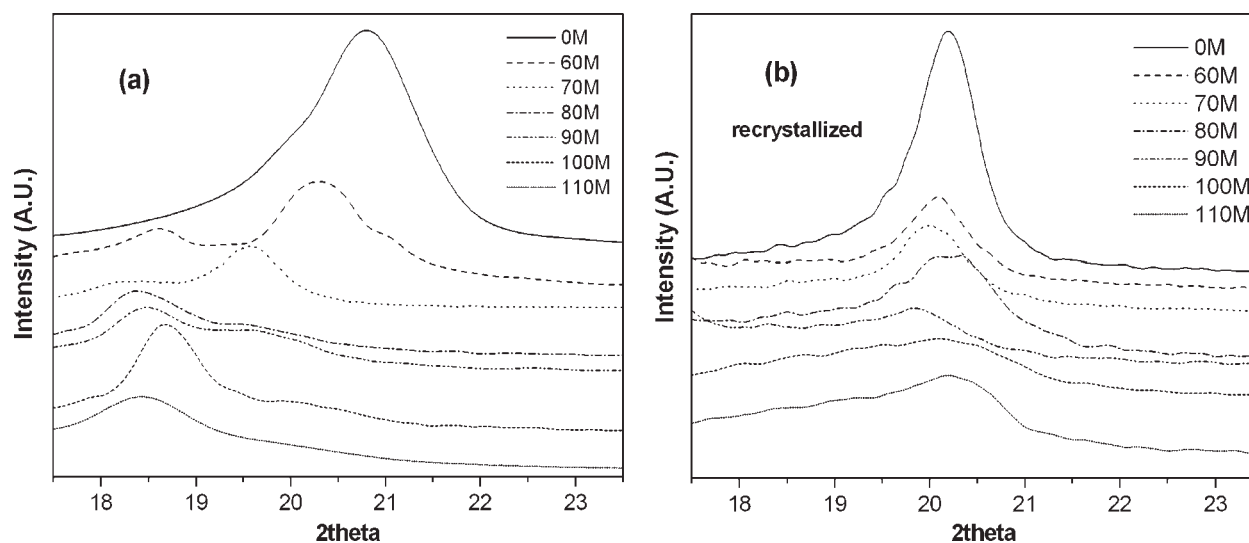 (a)
0M
60M
70M
80M
90M
100M
110M
Intensity (A.U.)
18 19 20 21 22 23
2theta
(b)
recrystallized
0M
60M
70M
80M
90M
100M
110M
Intensity (A.U.)
18 19 20 21 22 23
2theta